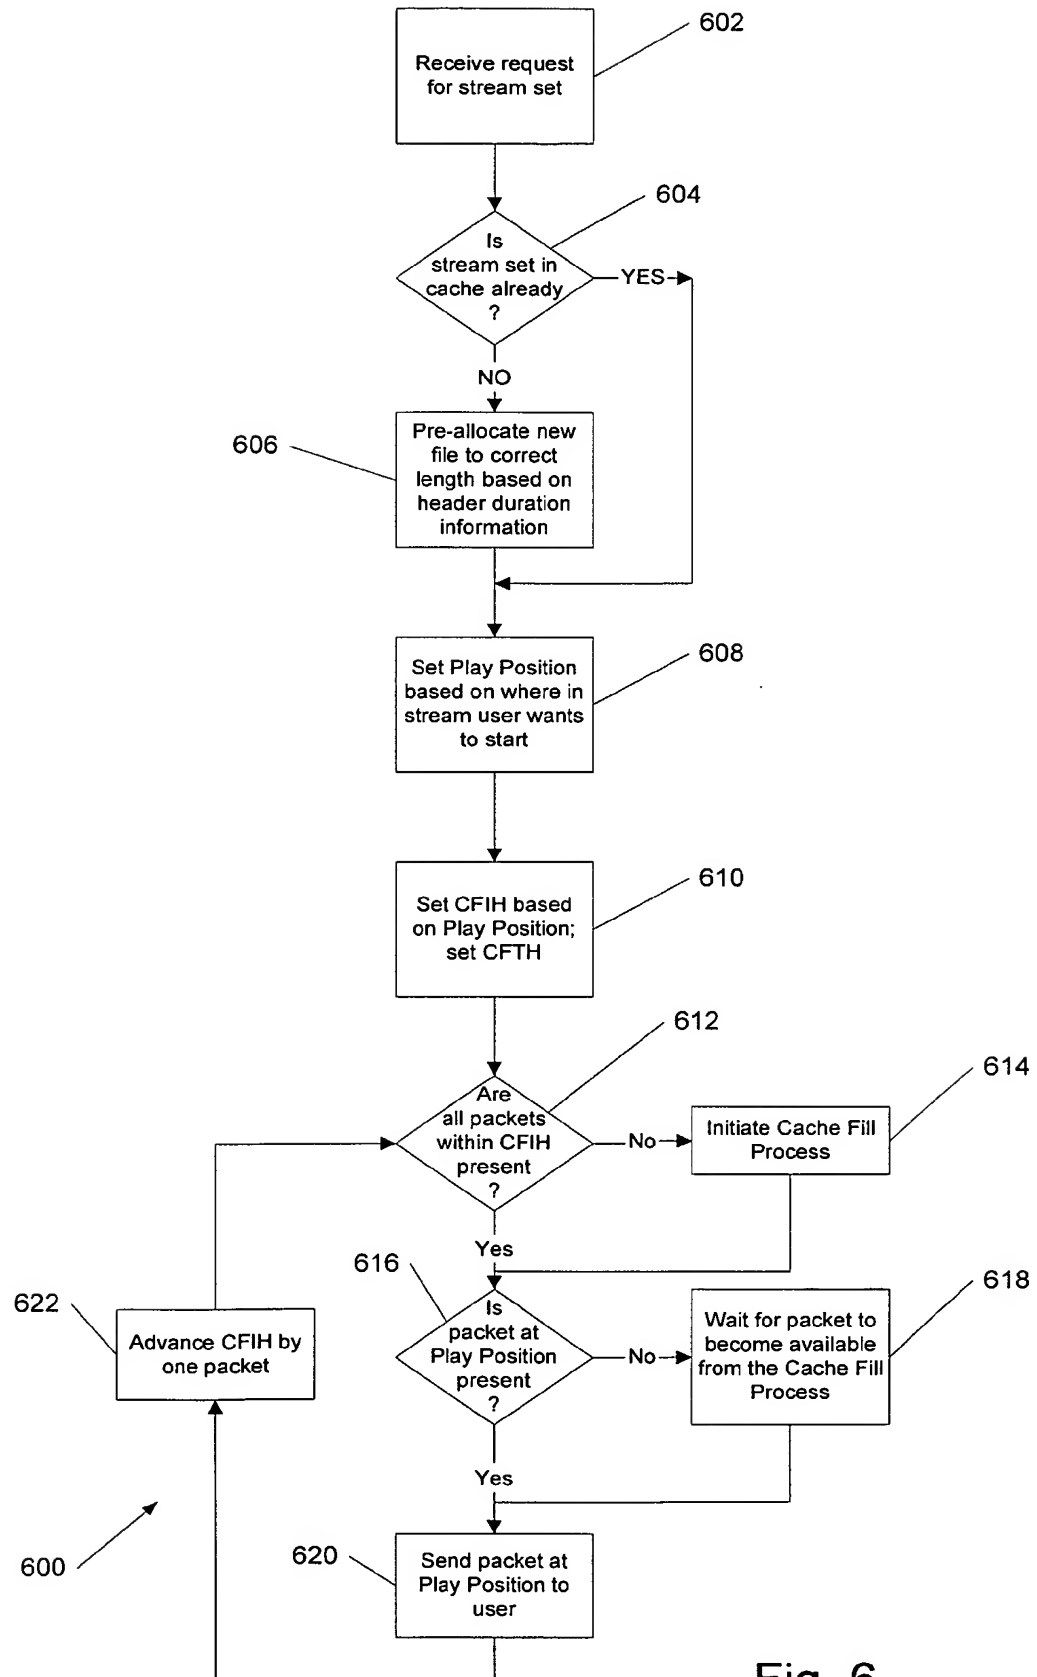 602
Receive request
for stream set
604
Is
stream set in
cache already
?
YES
NO
606
Pre-allocate new
file to correct
length based on
header duration
information
608
Set Play Position
based on where in
stream user wants
to start
610
Set CFIH based
on Play Position;
set CFTH
612
Are
all packets
within CFIH
present
?
No
614
Initiate Cache Fill
Process
Yes
616
Is
packet at
Play Position
present
?
No
618
Wait for packet to
become available
from the Cache Fill
Process
622
Advance CFIH by
one packet
Yes
600
620
Send packet at
Play Position to
user
Fig. 6